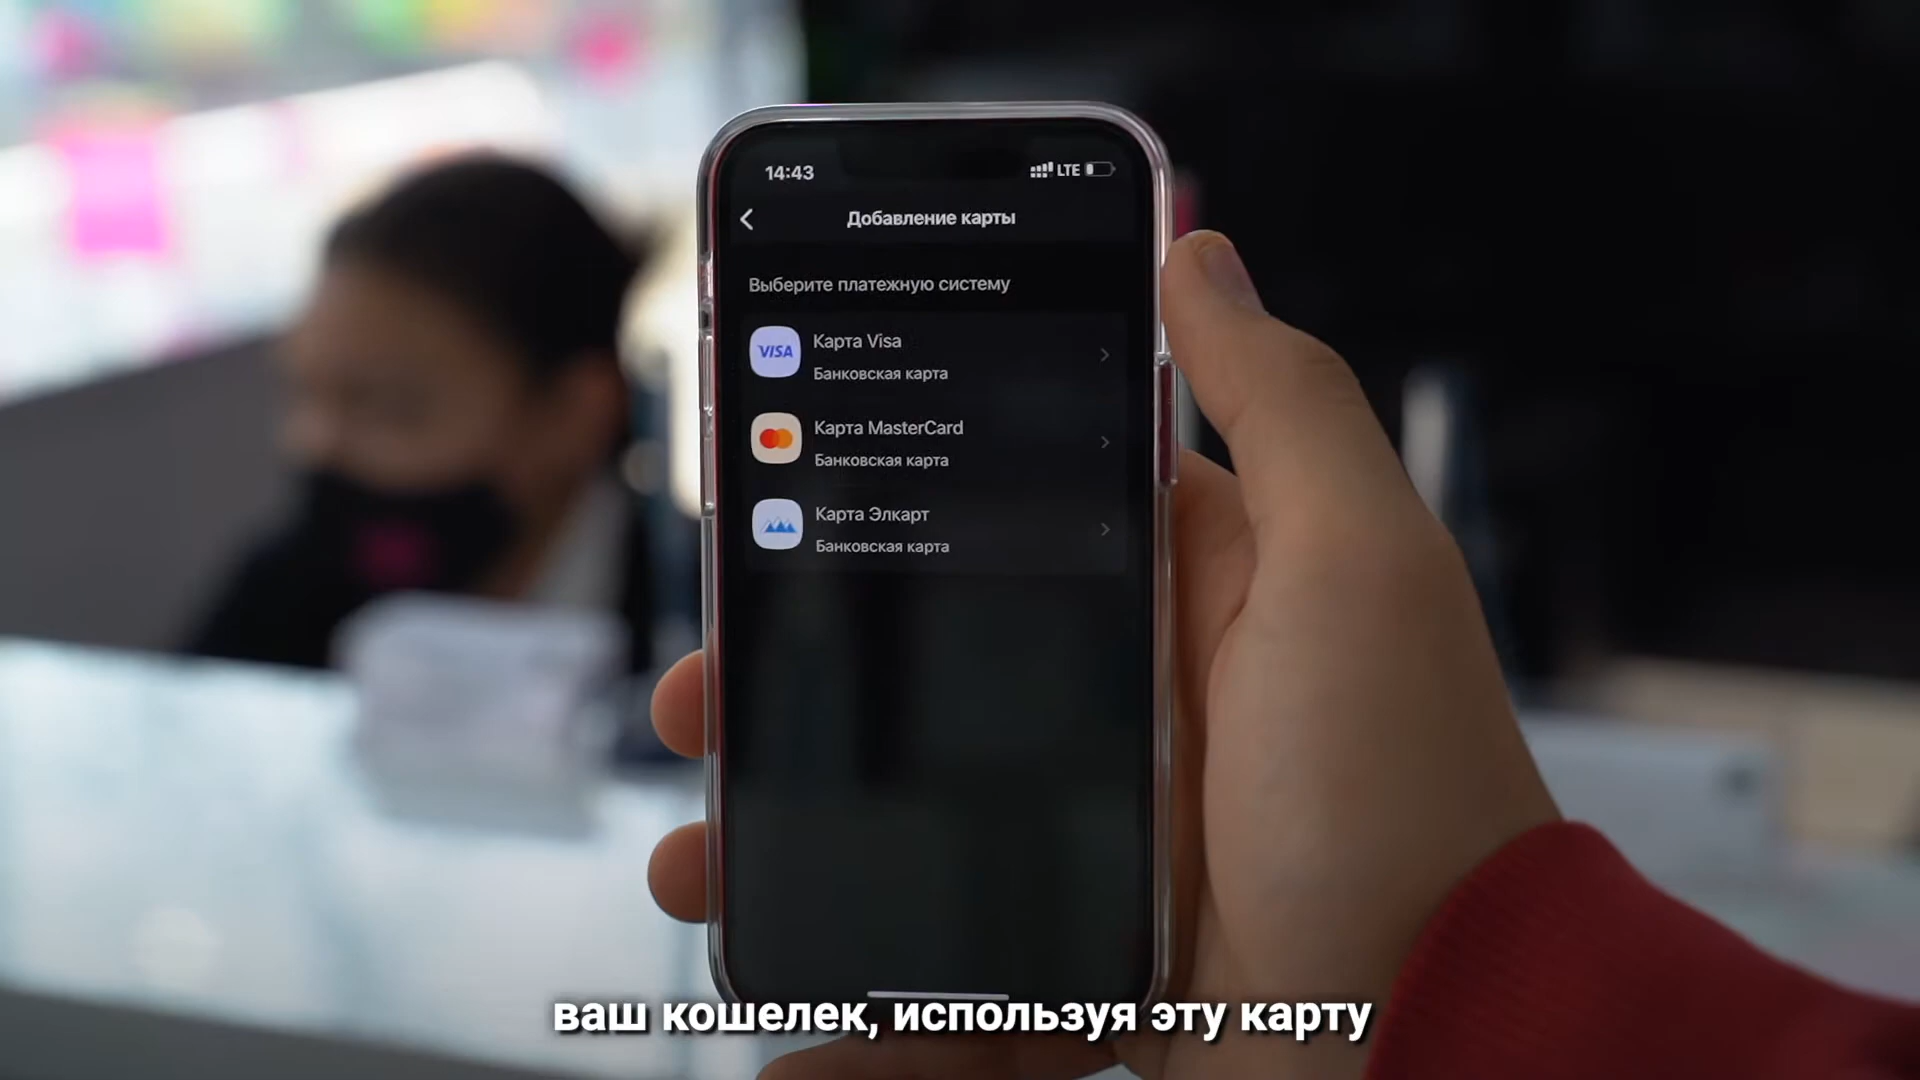 14:43
LTE
Добавление карты
Выберите платежную систему
VISA
Карта Visa
Банковская карта
Карта MasterCard
Банковская карта
Карта Элкарт
Банковская карта
ваш кошелек, используя эту карту